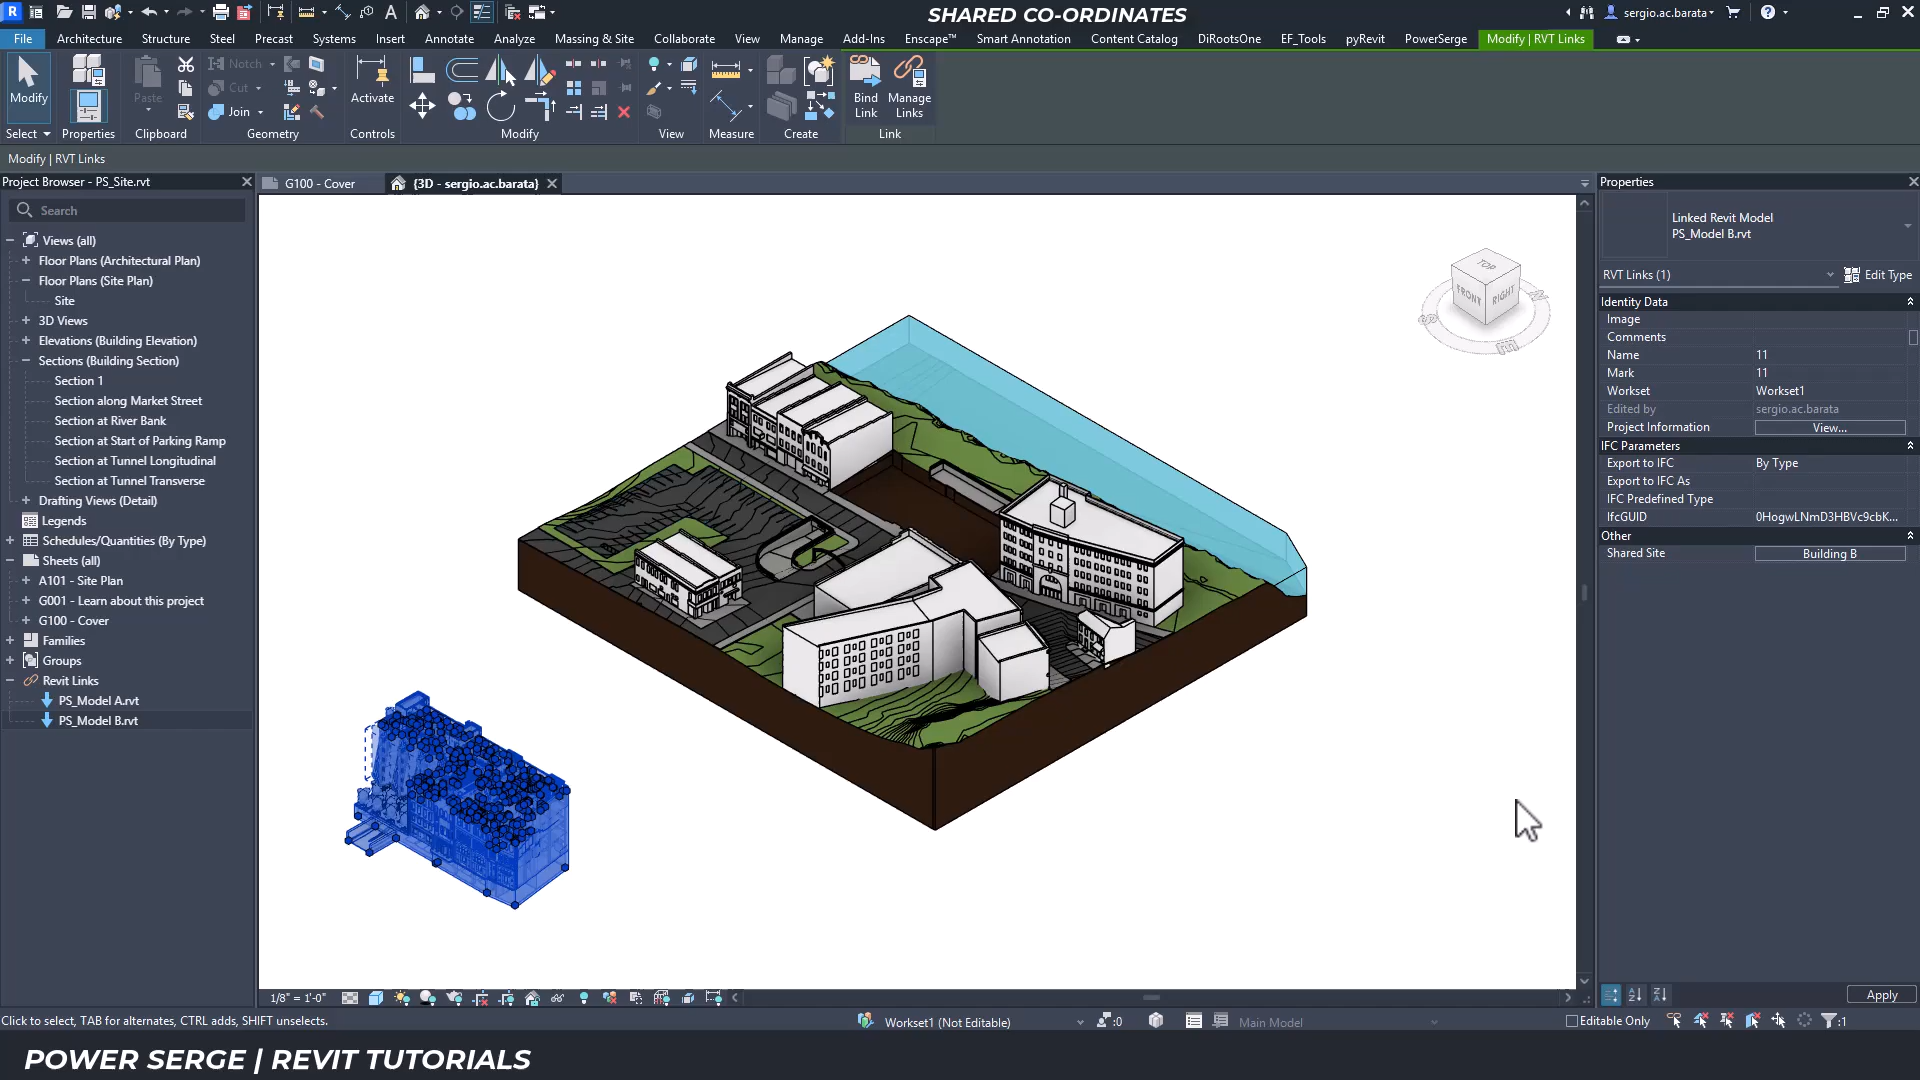 SHARED CO-ORDINATES
sergio.ac.barata
File Architecture Structure Steel Precast Systems Insert Annotate Analyze Massing & Site Collaborate View Manage Add-Ins Enscape™ Smart Annotation Content Catalog DiRootsOne EF_Tools pyRevit PowerSerge Modify | RVT Links
Modify
Paste
Notch
Cut
Join
Activate
Bind Link
Manage Links
Select Properties Clipboard Geometry Controls Modify View Measure Create Link
Modify | RVT Links
Project Browser - PS_Site.rvt
G100 - Cover
{3D - sergio.ac.barata}
Properties
Search
Views (all)
Floor Plans (Architectural Plan)
Floor Plans (Site Plan)
Site
3D Views
Elevations (Building Elevation)
Sections (Building Section)
Section 1
Section along Market Street
Section at River Bank
Section at Start of Parking Ramp
Section at Tunnel Longitudinal
Section at Tunnel Transverse
Drafting Views (Detail)
Legends
Schedules/Quantities (By Type)
Sheets (all)
A101 - Site Plan
G001 - Learn about this project
G100 - Cover
Families
Groups
Revit Links
PS_Model A.rvt
PS_Model B.rvt
TOP
FRONT
RIGHT
S
E
N
Linked Revit Model
PS_Model B.rvt
RVT Links (1)
Edit Type
Identity Data
Image
Comments
Name 11
Mark 11
Workset Workset1
Edited by sergio.ac.barata
Project Information View...
IFC Parameters
Export to IFC By Type
Export to IFC As
IFC Predefined Type
IfcGUID 0HogwLNmD3HBVc9cbK...
Other
Shared Site Building B
Apply
1/8" = 1'-0"
Click to select, TAB for alternates, CTRL adds, SHIFT unselects.
Workset1 (Not Editable)
:0
Main Model
Editable Only
:1
POWER SERGE | REVIT TUTORIALS